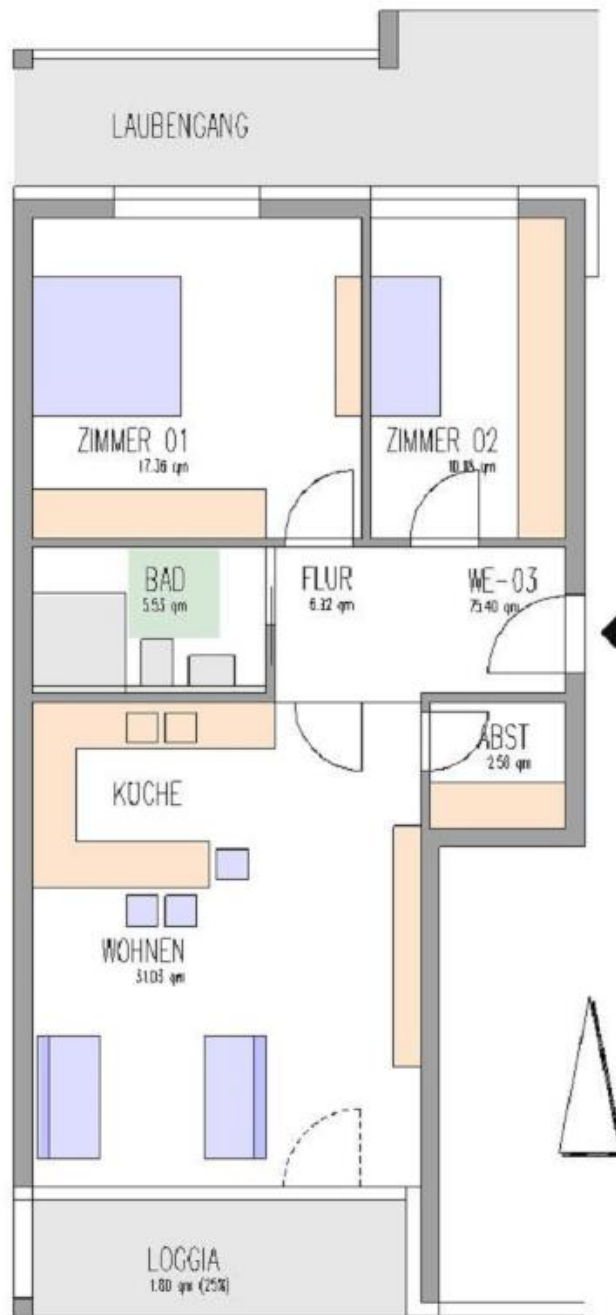 LAUBENGANG
ZIMMER 01
17.36 qm
ZIMMER 02
qm
BAD
5.53 qm
FLUR
6.32 qm
WE-03
75.40 qm
ABST
2.58 qm
KÜCHE
WOHNEN
31.03 qm
LOGGIA
1.80 qm (25%)